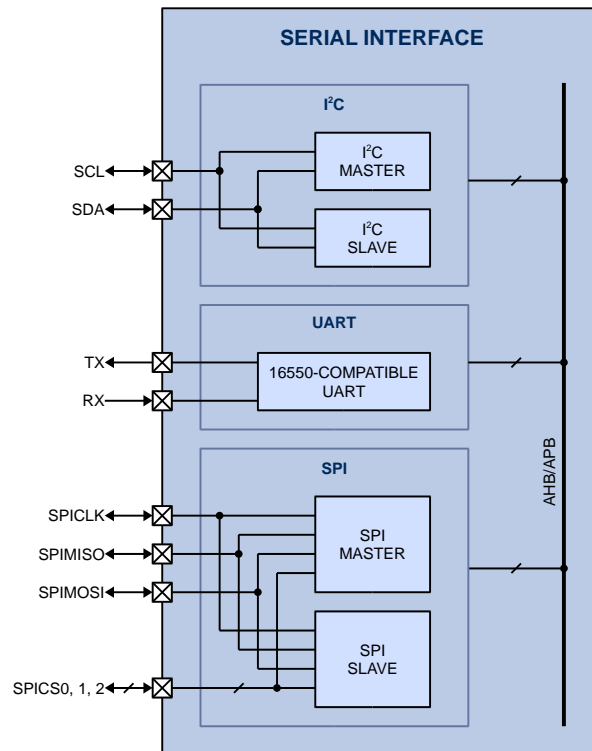 SERIAL INTERFACE
I²C
I²C
MASTER
SCL
SDA
I²C
SLAVE
UART
TX
16550-COMPATIBLE
UART
RX
AHB/APB
SPI
SPICLK
SPI
MASTER
SPIMISO
SPIMOSI
SPI
SLAVE
SPICS0, 1, 2